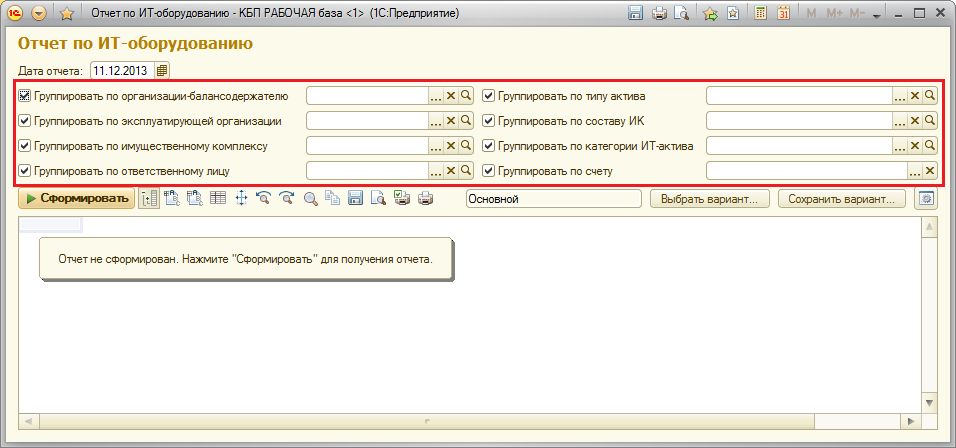 Отчет по ИТ-оборудованию - КБП РАБОЧАЯ база <1> (1С:Предприятие)
M M+ M-
Отчет по ИТ-оборудованию
Дата отчета: 11.12.2013
Группировать по организации-балансодержателю
Группировать по типу актива
Группировать по эксплуатирующей организации
Группировать по составу ИК
Группировать по имущественному комплексу
Группировать по категории ИТ-актива
Группировать по ответственному лицу
Группировать по счету
Сформировать
Основной
Выбрать вариант...
Сохранить вариант...
Отчет не сформирован. Нажмите "Сформировать" для получения отчета.